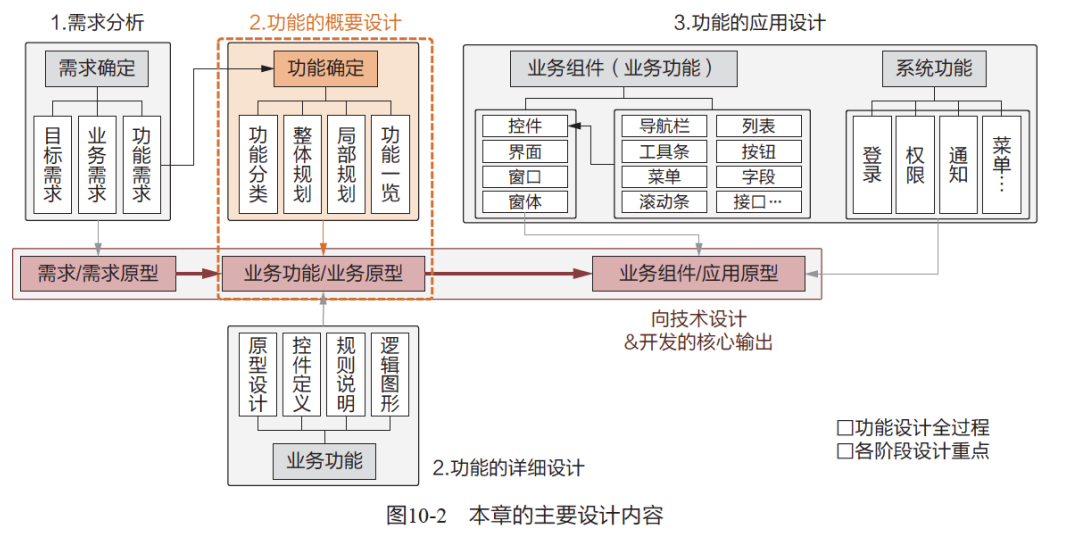 1.需求分析
2.功能的概要设计
3.功能的应用设计
需求确定
目标需求
业务需求
功能需求
功能确定
功能分类
整体规划
局部规划
功能一览
业务组件（业务功能）
控件
界面
窗口
窗体
导航栏
列表
工具条
按钮
菜单
字段
滚动条
接口…
系统功能
登录
权限
通知
菜单…
需求/需求原型
业务功能/业务原型
业务组件/应用原型
向技术设计
&开发的核心输出
原型设计
控件定义
规则说明
逻辑图形
业务功能
2.功能的详细设计
□功能设计全过程
□各阶段设计重点
图10-2 本章的主要设计内容